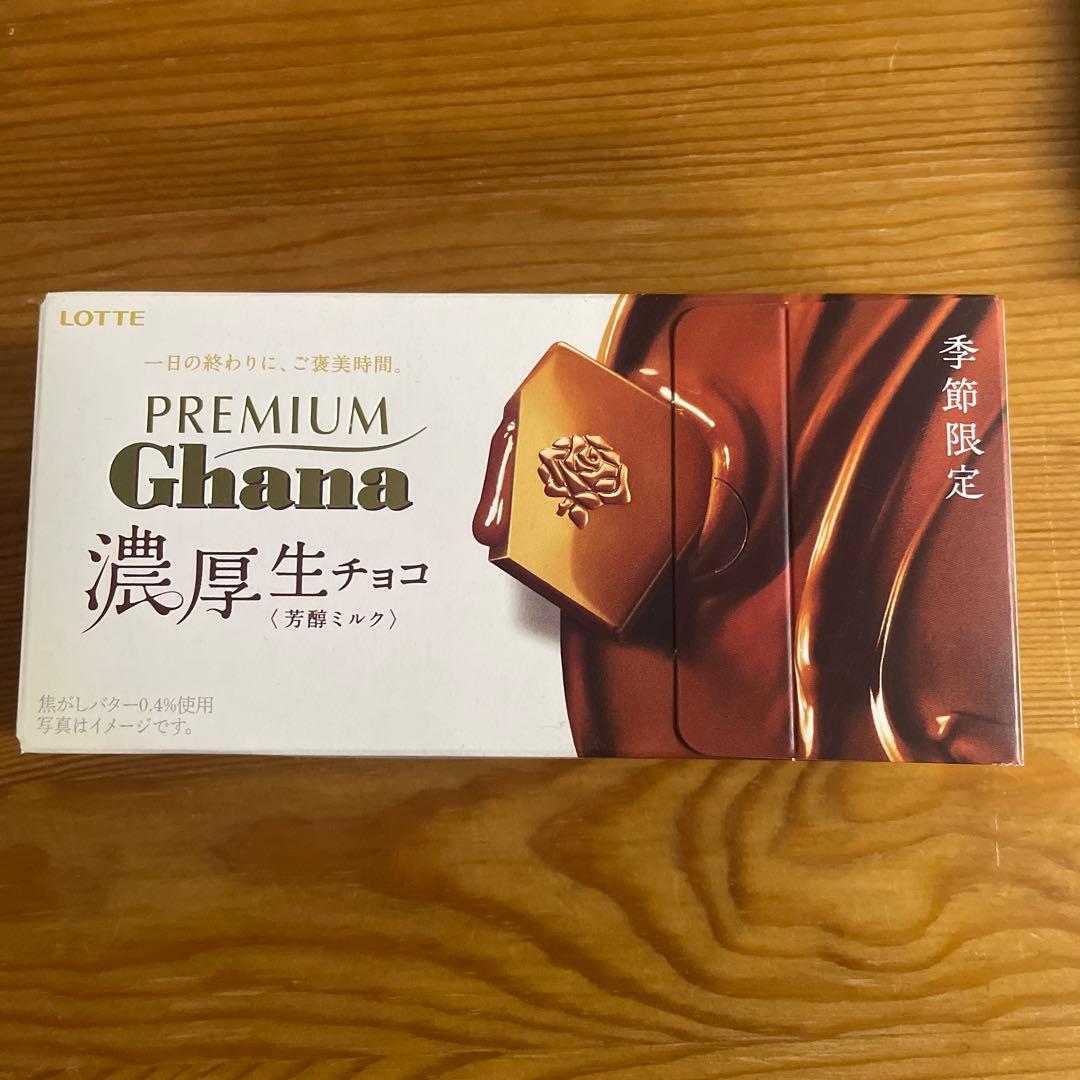 LOTTE
一日の終わりに、ご褒美時間。
PREMIUM
Ghana
濃厚生チョコ
〈芳醇ミルク〉
焦がしバター0.4%使用
写真はイメージです。
季節限定